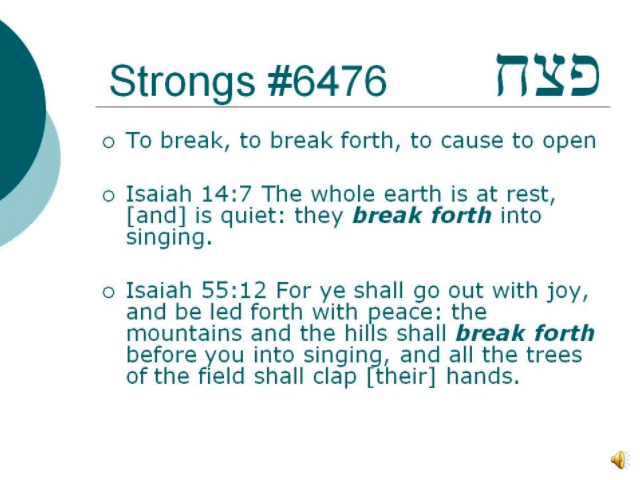 Strongs #6476 פצח
To break, to break forth, to cause to open
Isaiah 14:7 The whole earth is at rest,
[and] is quiet: they break forth into
singing.
Isaiah 55:12 For ye shall go out with joy,
and be led forth with peace: the
mountains and the hills shall break forth
before you into singing, and all the trees
of the field shall clap [their] hands.